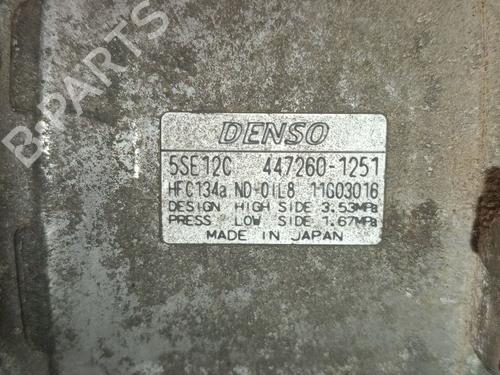 B-PARTS
DENSO
5SE12C 447260-1251
HFC134a ND-OIL8 11G03016
DESIGN HIGH SIDE 3.53MPa
PRESS LOW SIDE 1.67MPa
MADE IN JAPAN